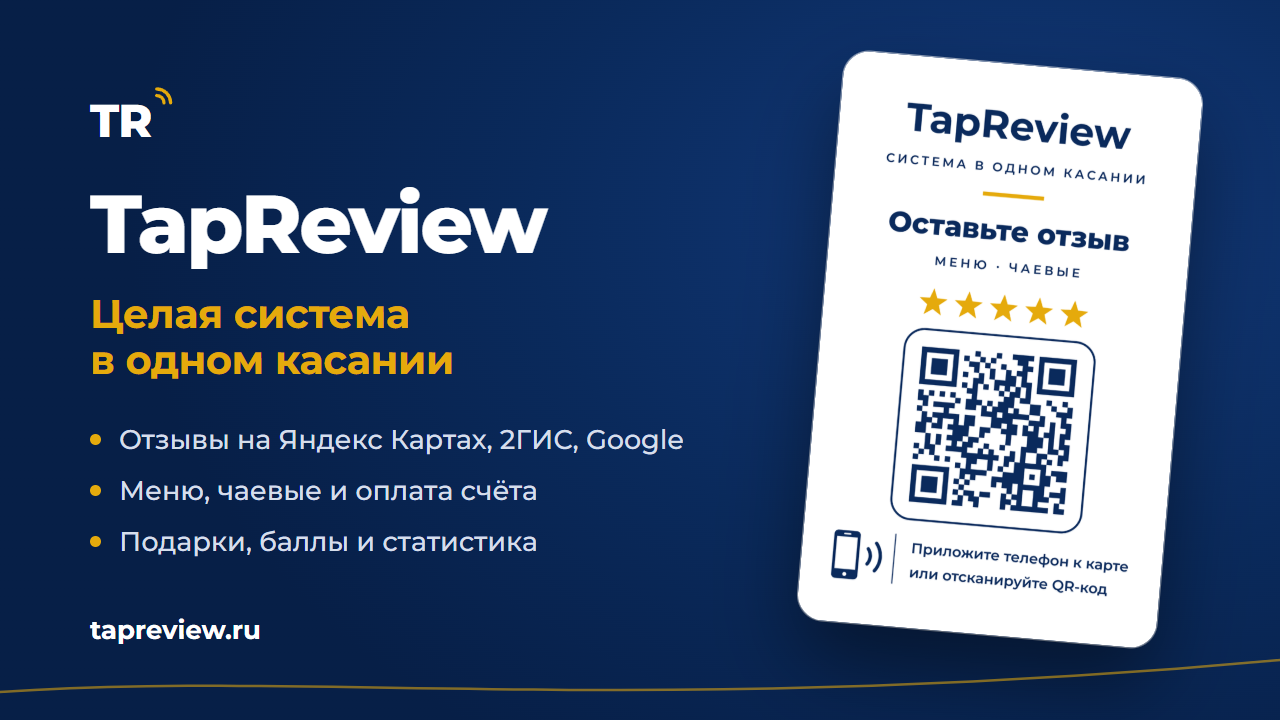 TR
TapReview
Целая система
в одном касании
Отзывы на Яндекс Картах, 2ГИС, Google
Меню, чаевые и оплата счёта
Подарки, баллы и статистика
tapreview.ru
TapReview
СИСТЕМА В ОДНОМ КАСАНИИ
Оставьте отзыв
МЕНЮ · ЧАЕВЫЕ
Приложите телефон к карте
или отсканируйте QR-код